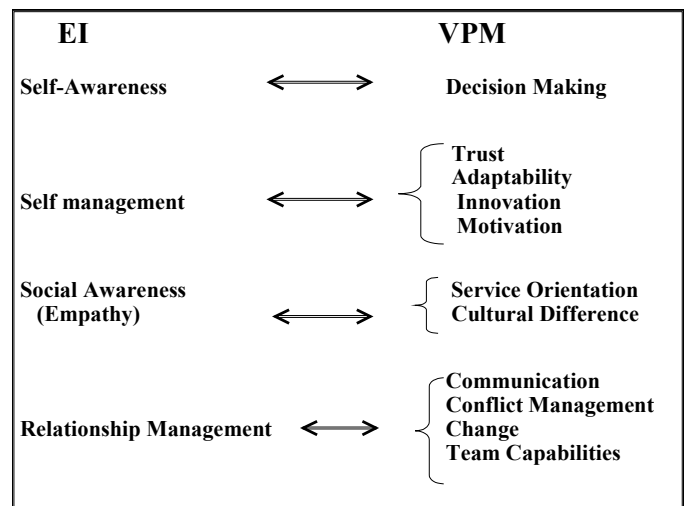 EI VPM
Self-Awareness Decision Making
Trust
Adaptability
Self management Innovation
Motivation
Social Awareness Service Orientation
(Empathy) Cultural Difference
Communication
Conflict Management
Relationship Management Change
Team Capabilities